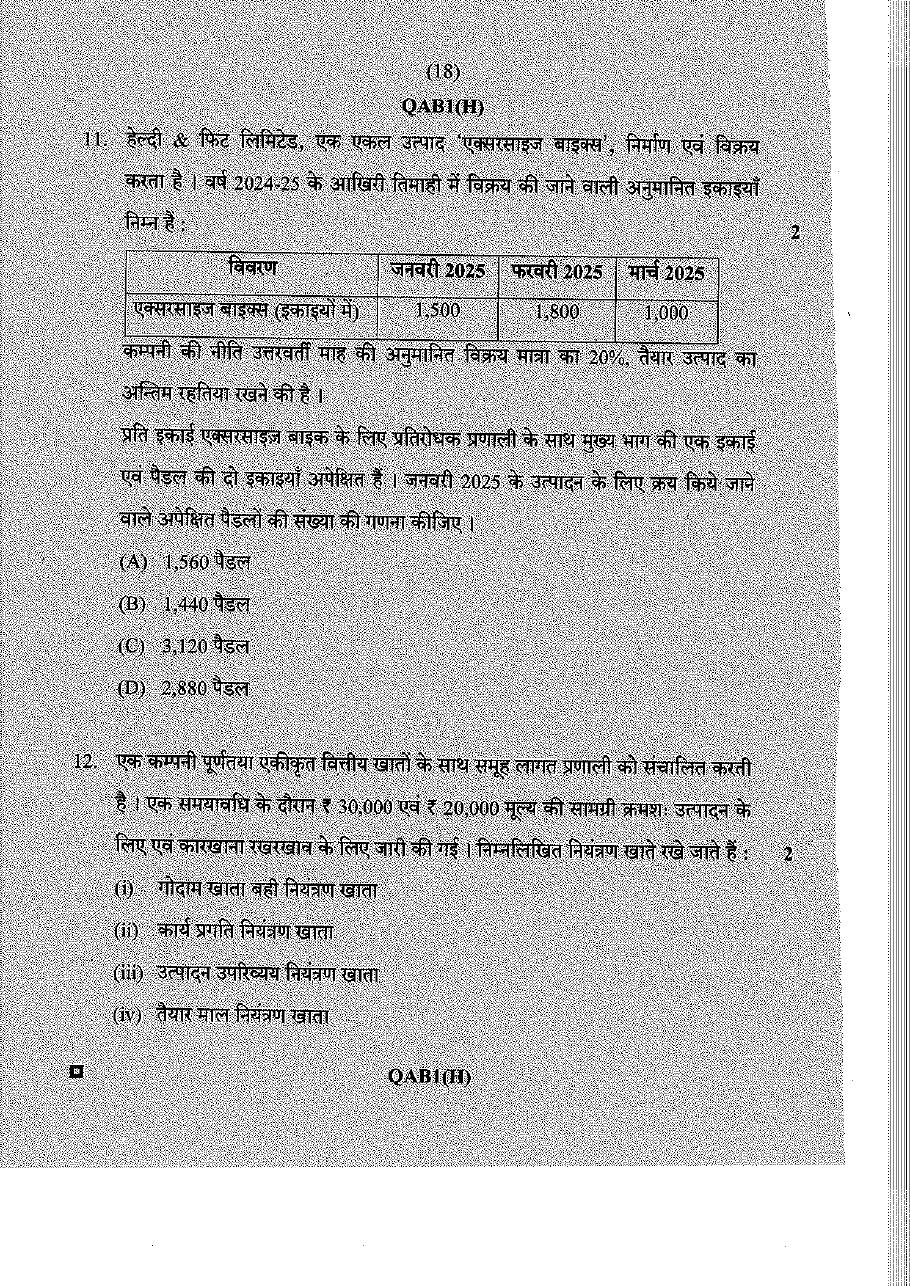 (18)
QAB1(H)
11. हेल्दी & फिट लिमिटेड, एक एकल उत्पाद 'एक्सरसाइज बाइक्स', निर्माण एवं विक्रय
करता है । वर्ष 2024-25 के आखिरी तिमाही में विक्रय की जाने वाली अनुमानित इकाइयाँ
निम्न है : 2
विवरण जनवरी 2025 फरवरी 2025 मार्च 2025
एक्सरसाइज बाइक्स (इकाइयों में) 1,500 1,800 1,000
कम्पनी की नीति उत्तरवर्ती माह की अनुमानित विक्रय मात्रा का 20%, तैयार उत्पाद का
अन्तिम रहतिया रखने की है ।
प्रति इकाई एक्सरसाइज़ बाइक के लिए प्रतिरोधक प्रणाली के साथ मुख्य भाग की एक इकाई
एवं पैडल की दो इकाइयाँ अपेक्षित हैं । जनवरी 2025 के उत्पादन के लिए क्रय किये जाने
वाले अपेक्षित पैडलों की संख्या की गणना कीजिए ।
(A) 1,560 पैडल
(B) 1,440 पैडल
(C) 3,120 पैडल
(D) 2,880 पैडल
12. एक कम्पनी पूर्णतया एकीकृत वित्तीय खातों के साथ समूह लागत प्रणाली को संचालित करती
है । एक समयावधि के दौरान ₹ 30,000 एवं ₹ 20,000 मूल्य की सामग्री क्रमशः उत्पादन के
लिए एवं कारखाना रखरखाव के लिए जारी की गई । निम्नलिखित नियंत्रण खाते रखे जाते हैं : 2
(i) गोदाम खाता बही नियंत्रण खाता
(ii) कार्य प्रगति नियंत्रण खाता
(iii) उत्पादन उपरिव्यय नियंत्रण खाता
(iv) तैयार माल नियंत्रण खाता
QAB1(H)